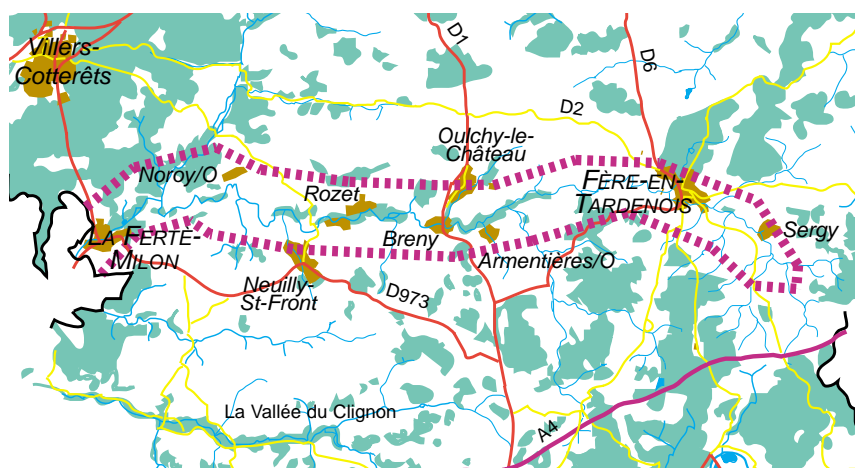 D1
Villers-
Cotterêts
D6
D2
Oulchy-le-
Château
Noroy/O
FÈRE-EN-
TARDENOIS
Rozet
LA FERTÉ-
MILON
Breny
Sergy
Armentières/O
Neuilly-
St-Front
D973
La Vallée du Clignon
A4